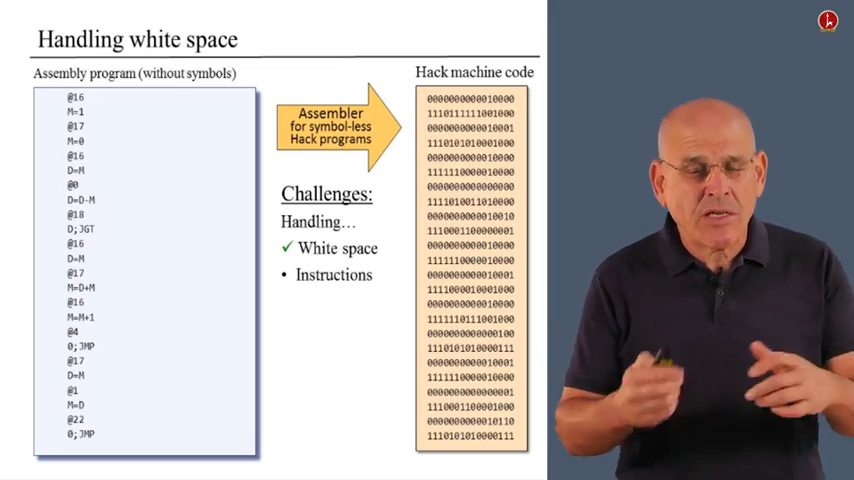 Handling white space
Assembly program (without symbols)
@16
M=1
@17
M=0
@16
D=M
@0
D=D-M
@18
D;JGT
@16
D=M
@17
M=D+M
@16
M=M+1
@4
0;JMP
@17
D=M
@1
M=D
@22
0;JMP
Assembler
for symbol-less
Hack programs
Challenges:
Handling…
✓ White space
• Instructions
Hack machine code
0000000000010000
1110111111001000
0000000000010001
1110101010001000
0000000000010000
1111110000010000
0000000000000000
1111010011010000
0000000000010010
1110001100000001
0000000000010000
1111110000010000
0000000000010001
1111000010001000
0000000000010000
1111110111001000
0000000000000100
1110101010000111
0000000000010001
1111110000010000
0000000000000001
1110001100001000
0000000000010110
1110101010000111